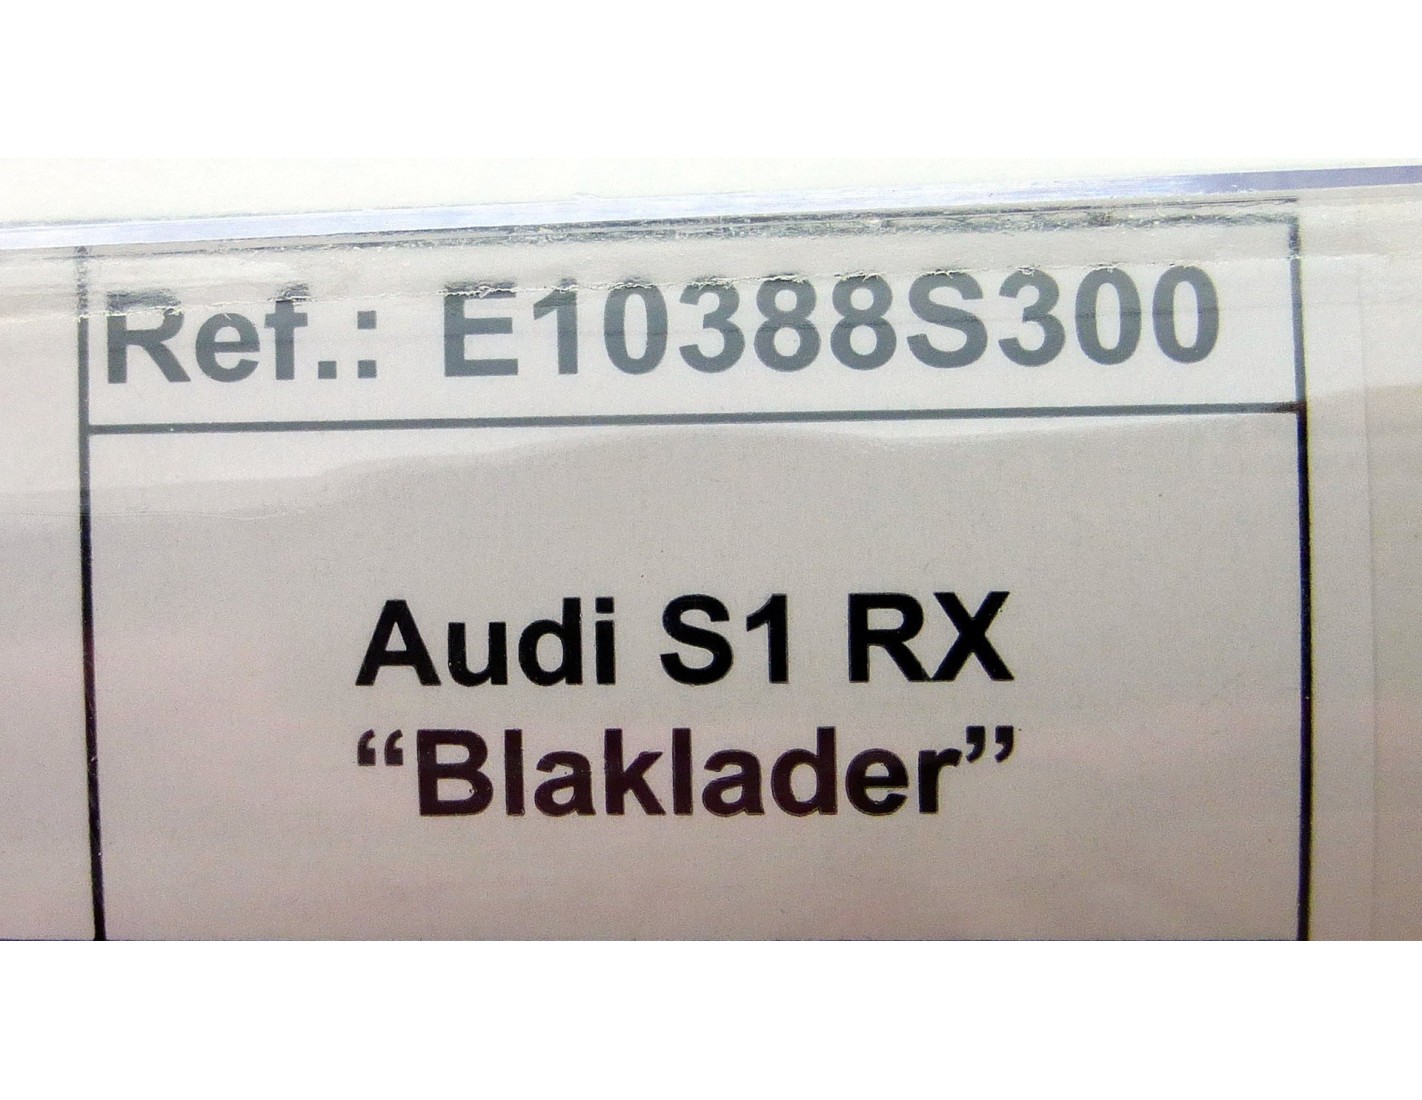 Ref.: E10388S300
Audi S1 RX
“Blaklader”